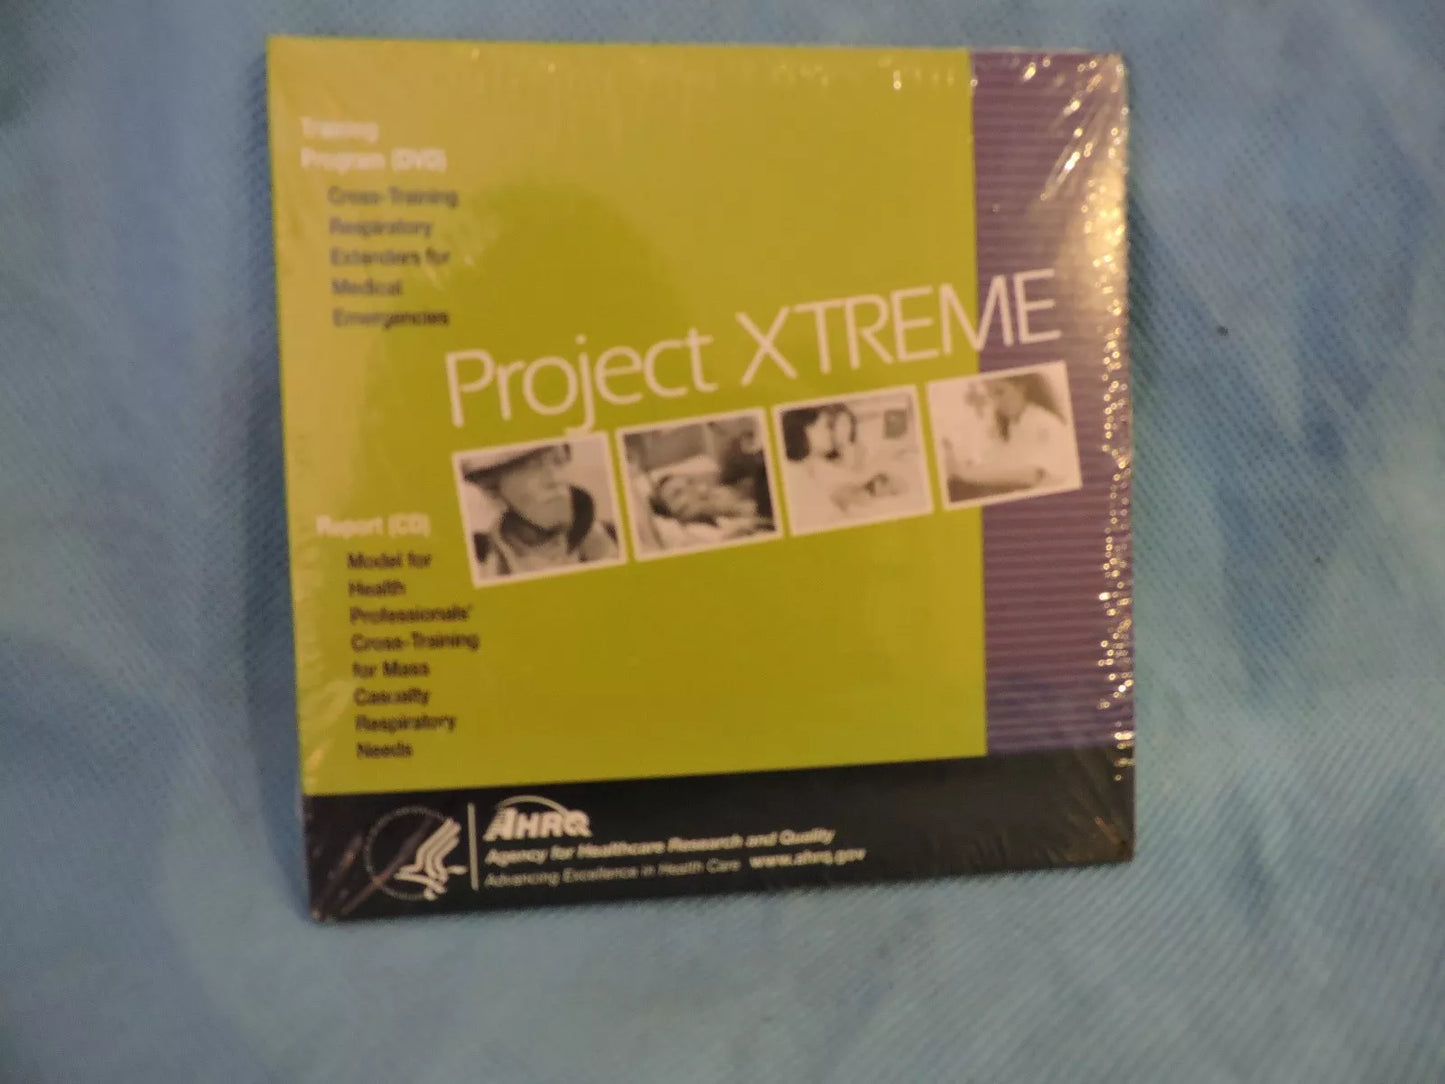 Training
Program (DVD)
Cross-Training
Respiratory
Extenders for
Medical
Emergencies
Project XTREME
Report (CD)
Model for
Health
Professionals'
Cross-Training
for Mass
Casualty
Respiratory
Needs
AHRQ
Agency for Healthcare Research and Quality
Advancing Excellence in Health Care www.ahrq.gov